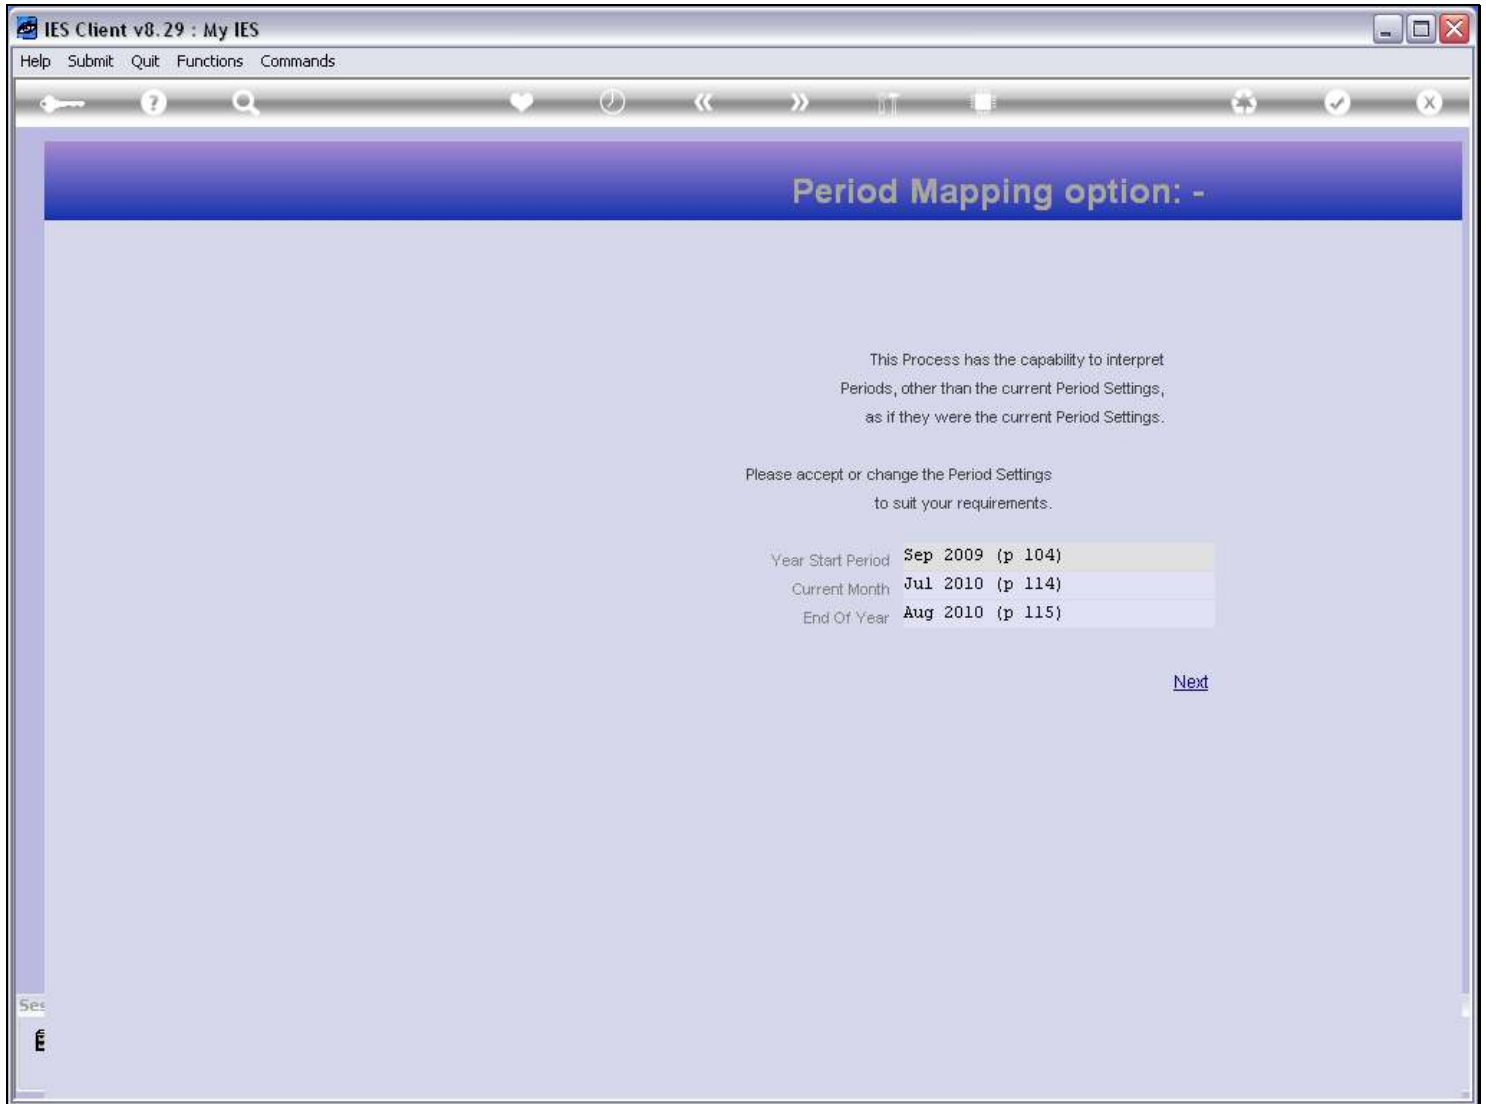 IES Client v8.29 : My IES
Help Submit Quit Functions Commands
Period Mapping option: -
This Process has the capability to interpret
Periods, other than the current Period Settings,
as if they were the current Period Settings.
Please accept or change the Period Settings
to suit your requirements.
Year Start Period Sep 2009 (p 104)
Current Month Jul 2010 (p 114)
End Of Year Aug 2010 (p 115)
Next
Ses